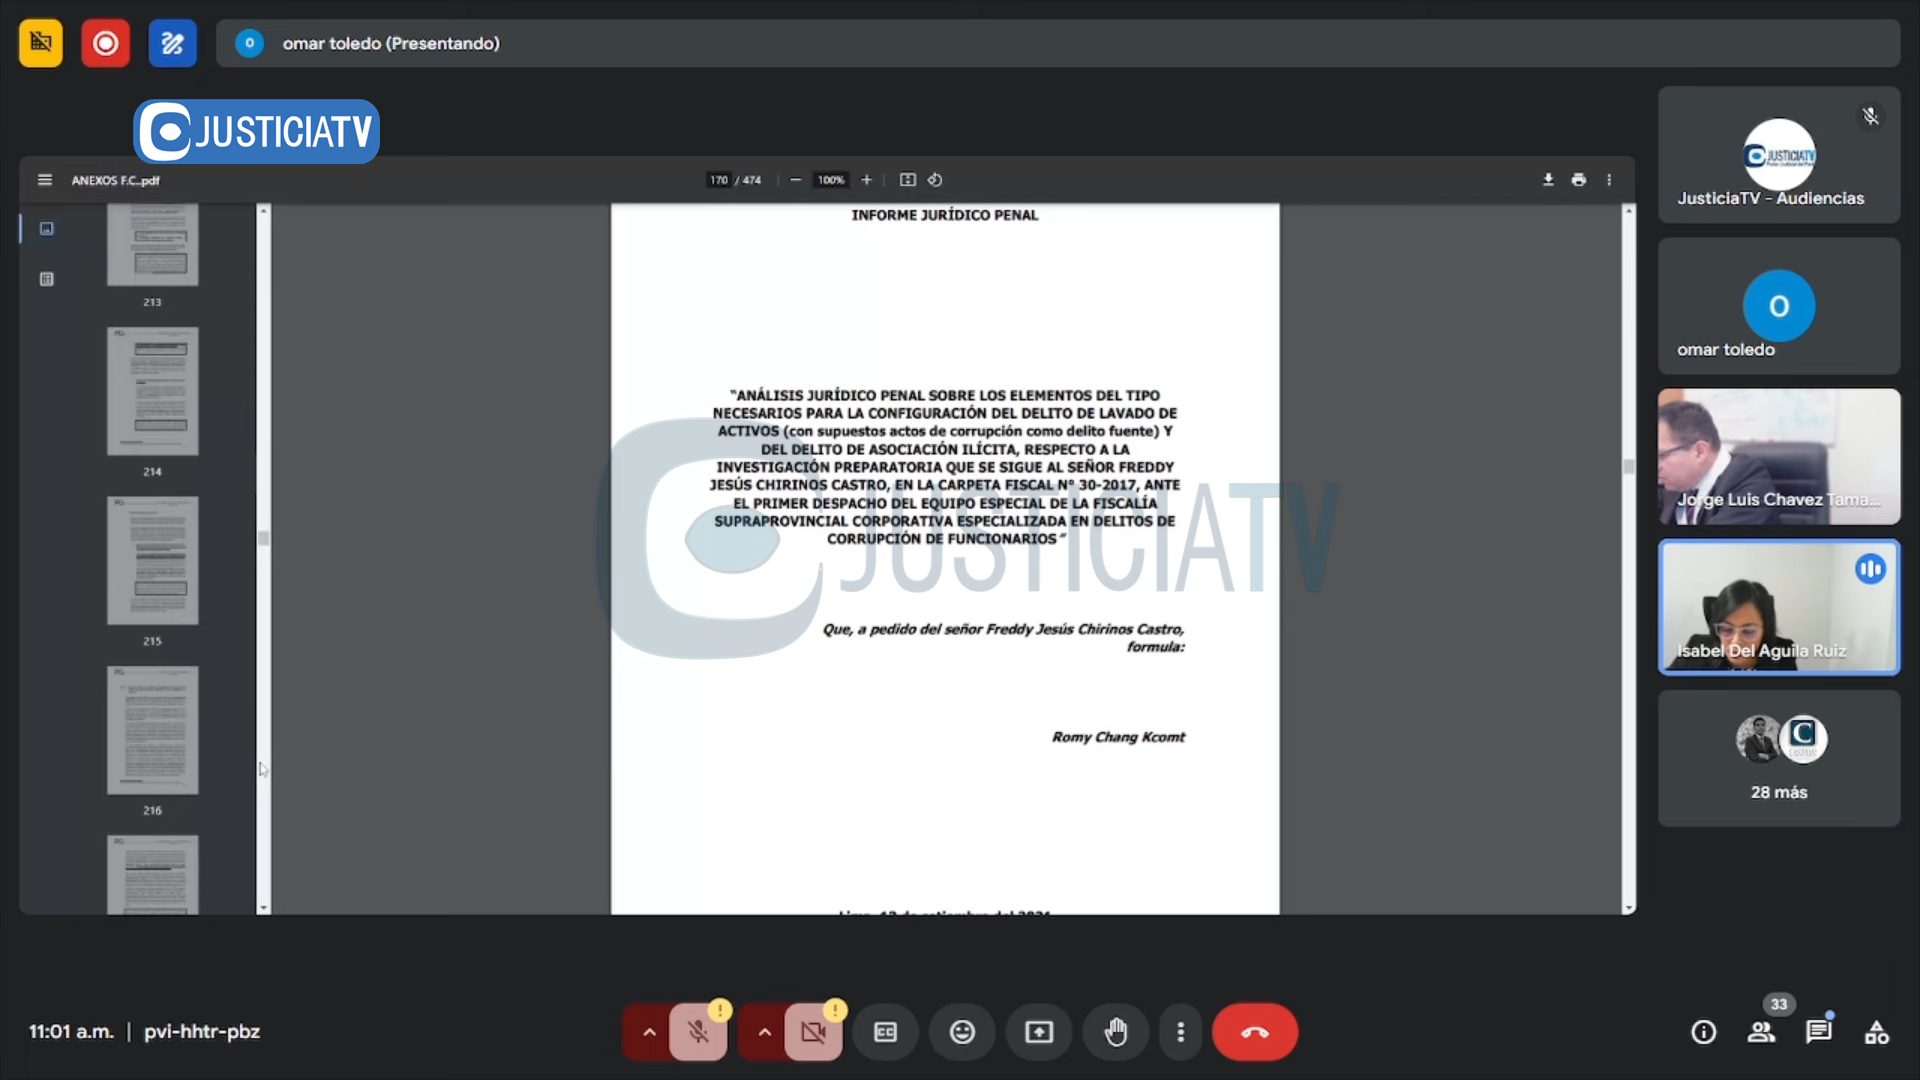 omar toledo (Presentando)
JUSTICIATV
ANEXOS F.C..pdf
170 / 474
100%
213
214
215
216
INFORME JURÍDICO PENAL
"ANÁLISIS JURÍDICO PENAL SOBRE LOS ELEMENTOS DEL TIPO
NECESARIOS PARA LA CONFIGURACIÓN DEL DELITO DE LAVADO DE
ACTIVOS (con supuestos actos de corrupción como delito fuente) Y
DEL DELITO DE ASOCIACIÓN ILÍCITA, RESPECTO A LA
INVESTIGACIÓN PREPARATORIA QUE SE SIGUE AL SEÑOR FREDDY
JESÚS CHIRINOS CASTRO, EN LA CARPETA FISCAL Nº 30-2017, ANTE
EL PRIMER DESPACHO DEL EQUIPO ESPECIAL DE LA FISCALÍA
SUPRAPROVINCIAL CORPORATIVA ESPECIALIZADA EN DELITOS DE
CORRUPCIÓN DE FUNCIONARIOS"
JUSTICIATV
Que, a pedido del señor Freddy Jesús Chirinos Castro,
formula:
Romy Chang Kcomt
JUSTICIATV
JusticiaTV - Audiencias
O
omar toledo
Jorge Luis Chavez Tama...
Isabel Del Aguila Ruiz
C
28 más
11:01 a.m. | pvi-hhtr-pbz
CC
33